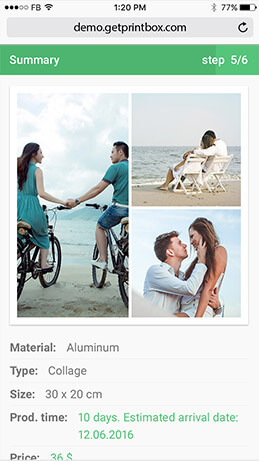 FB 1:20 PM 77%
demo.getprintbox.com
Summary step 5/6
Material: Aluminum
Type: Collage
Size: 30 x 20 cm
Prod. time: 10 days. Estimated arrival date:
12.06.2016
Price: 36 $